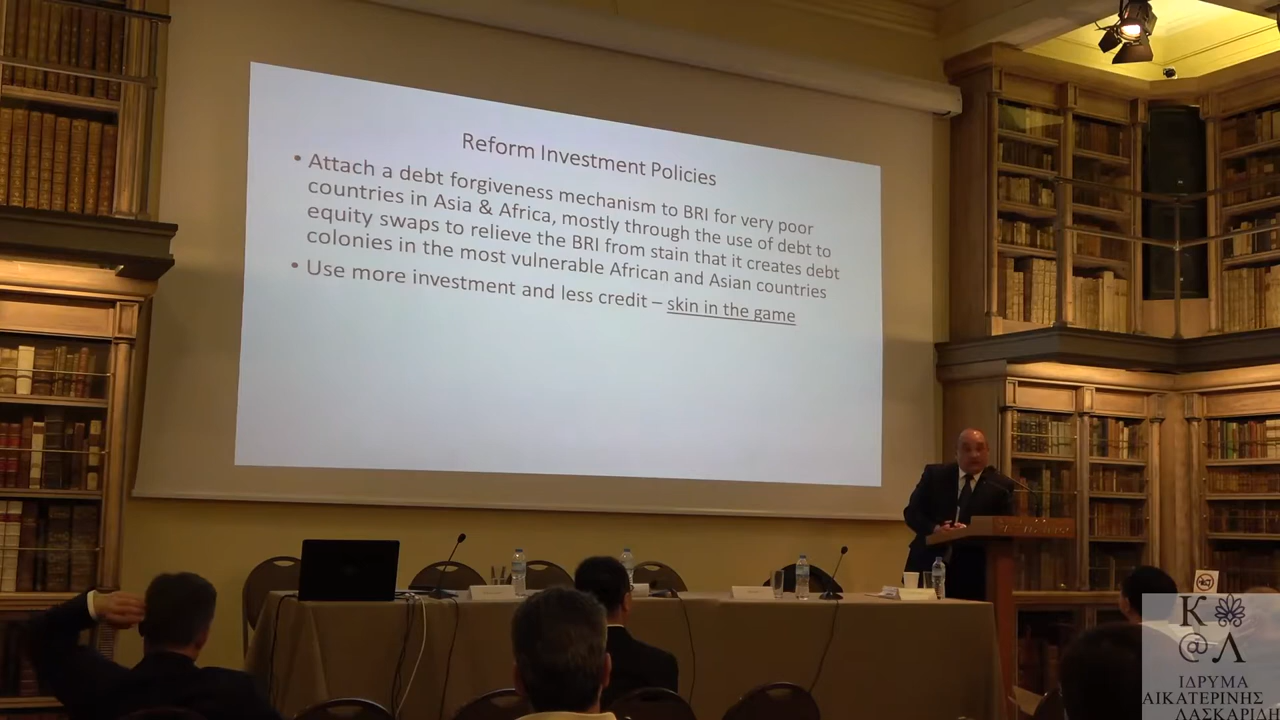 Reform Investment Policies
• Attach a debt forgiveness mechanism to BRI for very poor
countries in Asia & Africa, mostly through the use of debt to
equity swaps to relieve the BRI from stain that it creates debt
colonies in the most vulnerable African and Asian countries
• Use more investment and less credit – skin in the game
Κ
@Λ
ΙΔΡΥΜΑ
ΑΙΚΑΤΕΡΙΝΗΣ
ΛΑΣΚΑΡΙΔΗ